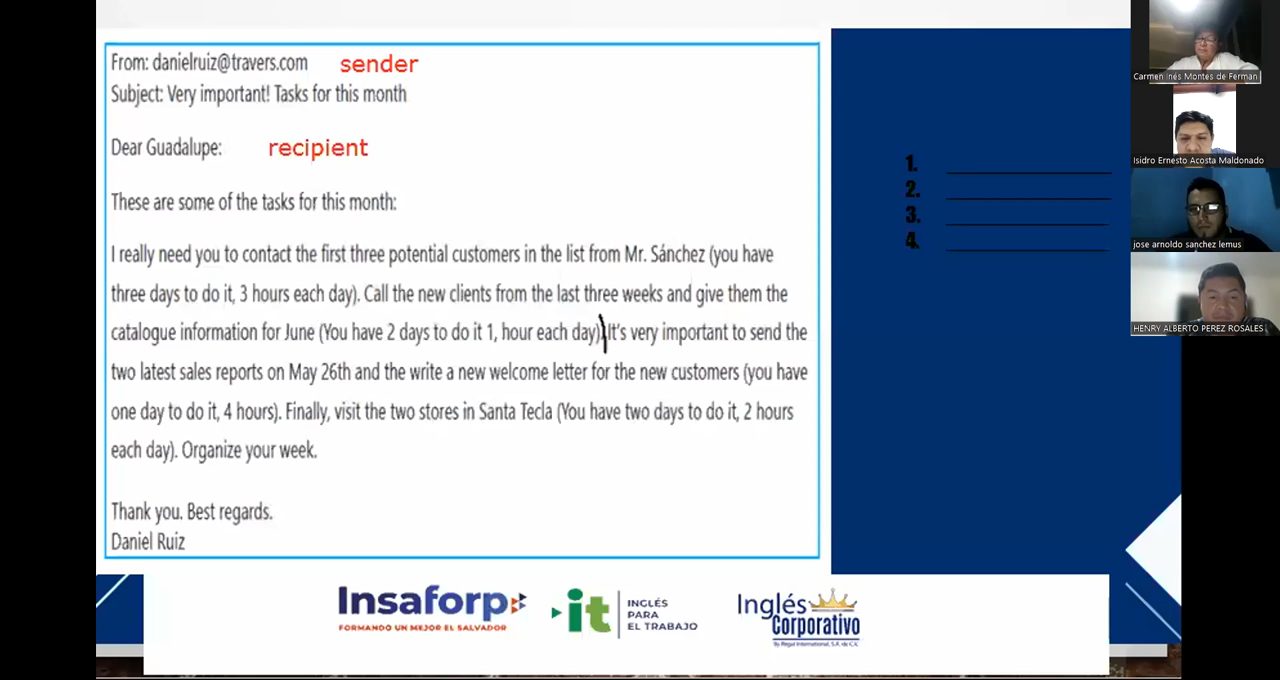 From: danielruiz@travers.com sender
Subject: Very important! Tasks for this month
Dear Guadalupe: recipient
These are some of the tasks for this month:
I really need you to contact the first three potential customers in the list from Mr. Sánchez (you have
three days to do it, 3 hours each day). Call the new clients from the last three weeks and give them the
catalogue information for June (You have 2 days to do it 1, hour each day). It's very important to send the
two latest sales reports on May 26th and the write a new welcome letter for the new customers (you have
one day to do it, 4 hours). Finally, visit the two stores in Santa Tecla (You have two days to do it, 2 hours
each day). Organize your week.
Thank you. Best regards.
Daniel Ruiz
1.
2.
3.
4.
Carmen Inés Montes de Ferman
Isidro Ernesto Acosta Maldonado
jose arnoldo sanchez lemus
HENRY ALBERTO PEREZ ROSALES
Insaforp
FORMANDO UN MEJOR EL SALVADOR
it
INGLÉS
PARA
EL TRABAJO
Inglés
Corporativo
By Regal International, S.A. de C.V.